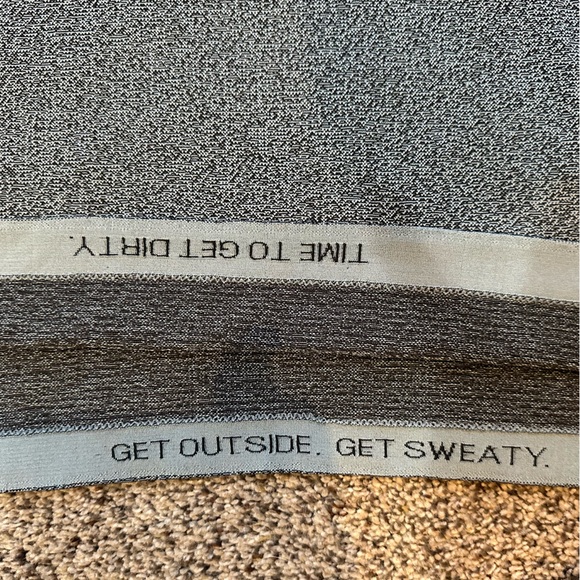 TIME TO GET DIRTY.
GET OUTSIDE. GET SWEATY.